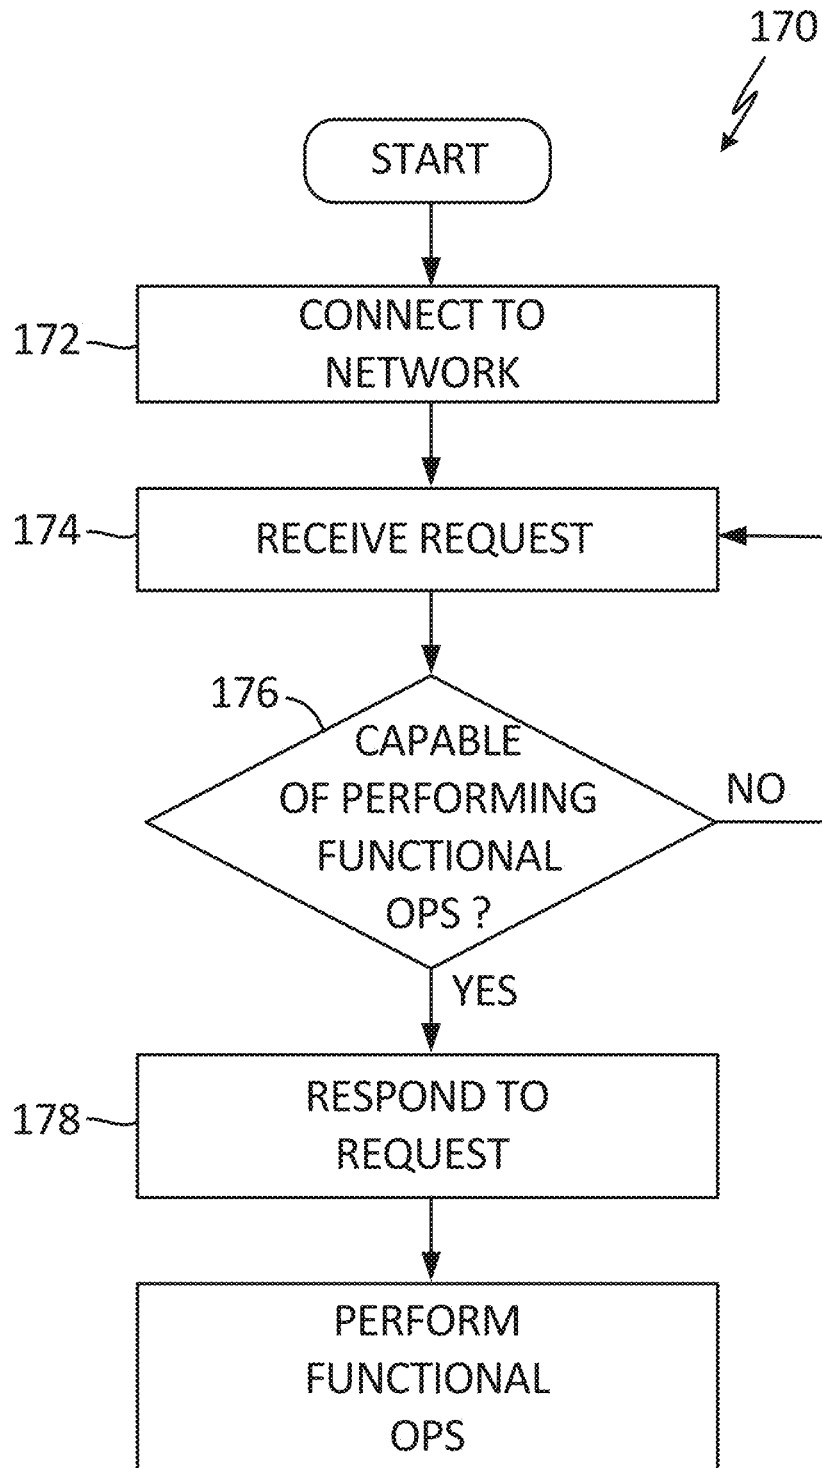 170
START
172
CONNECT TO
NETWORK
174
RECEIVE REQUEST
176
CAPABLE
OF PERFORMING
FUNCTIONAL
OPS ?
NO
YES
178
RESPOND TO
REQUEST
PERFORM
FUNCTIONAL
OPS